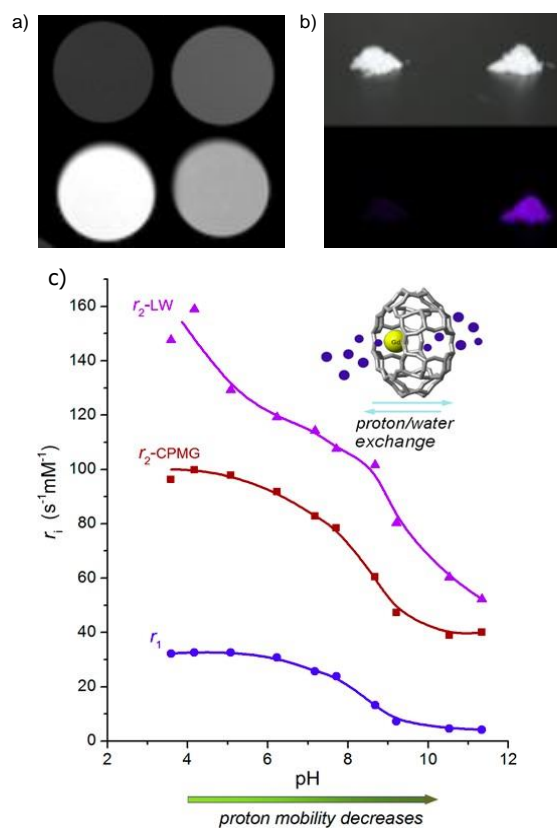 a)
b)
c)
160
140
120
100
80
60
40
20
0
r₂-LW
r₂-CPMG
r₁
rᵢ (s⁻¹mM⁻¹)
Gd
proton/water
exchange
2 4 6 8 10 12
pH
proton mobility decreases